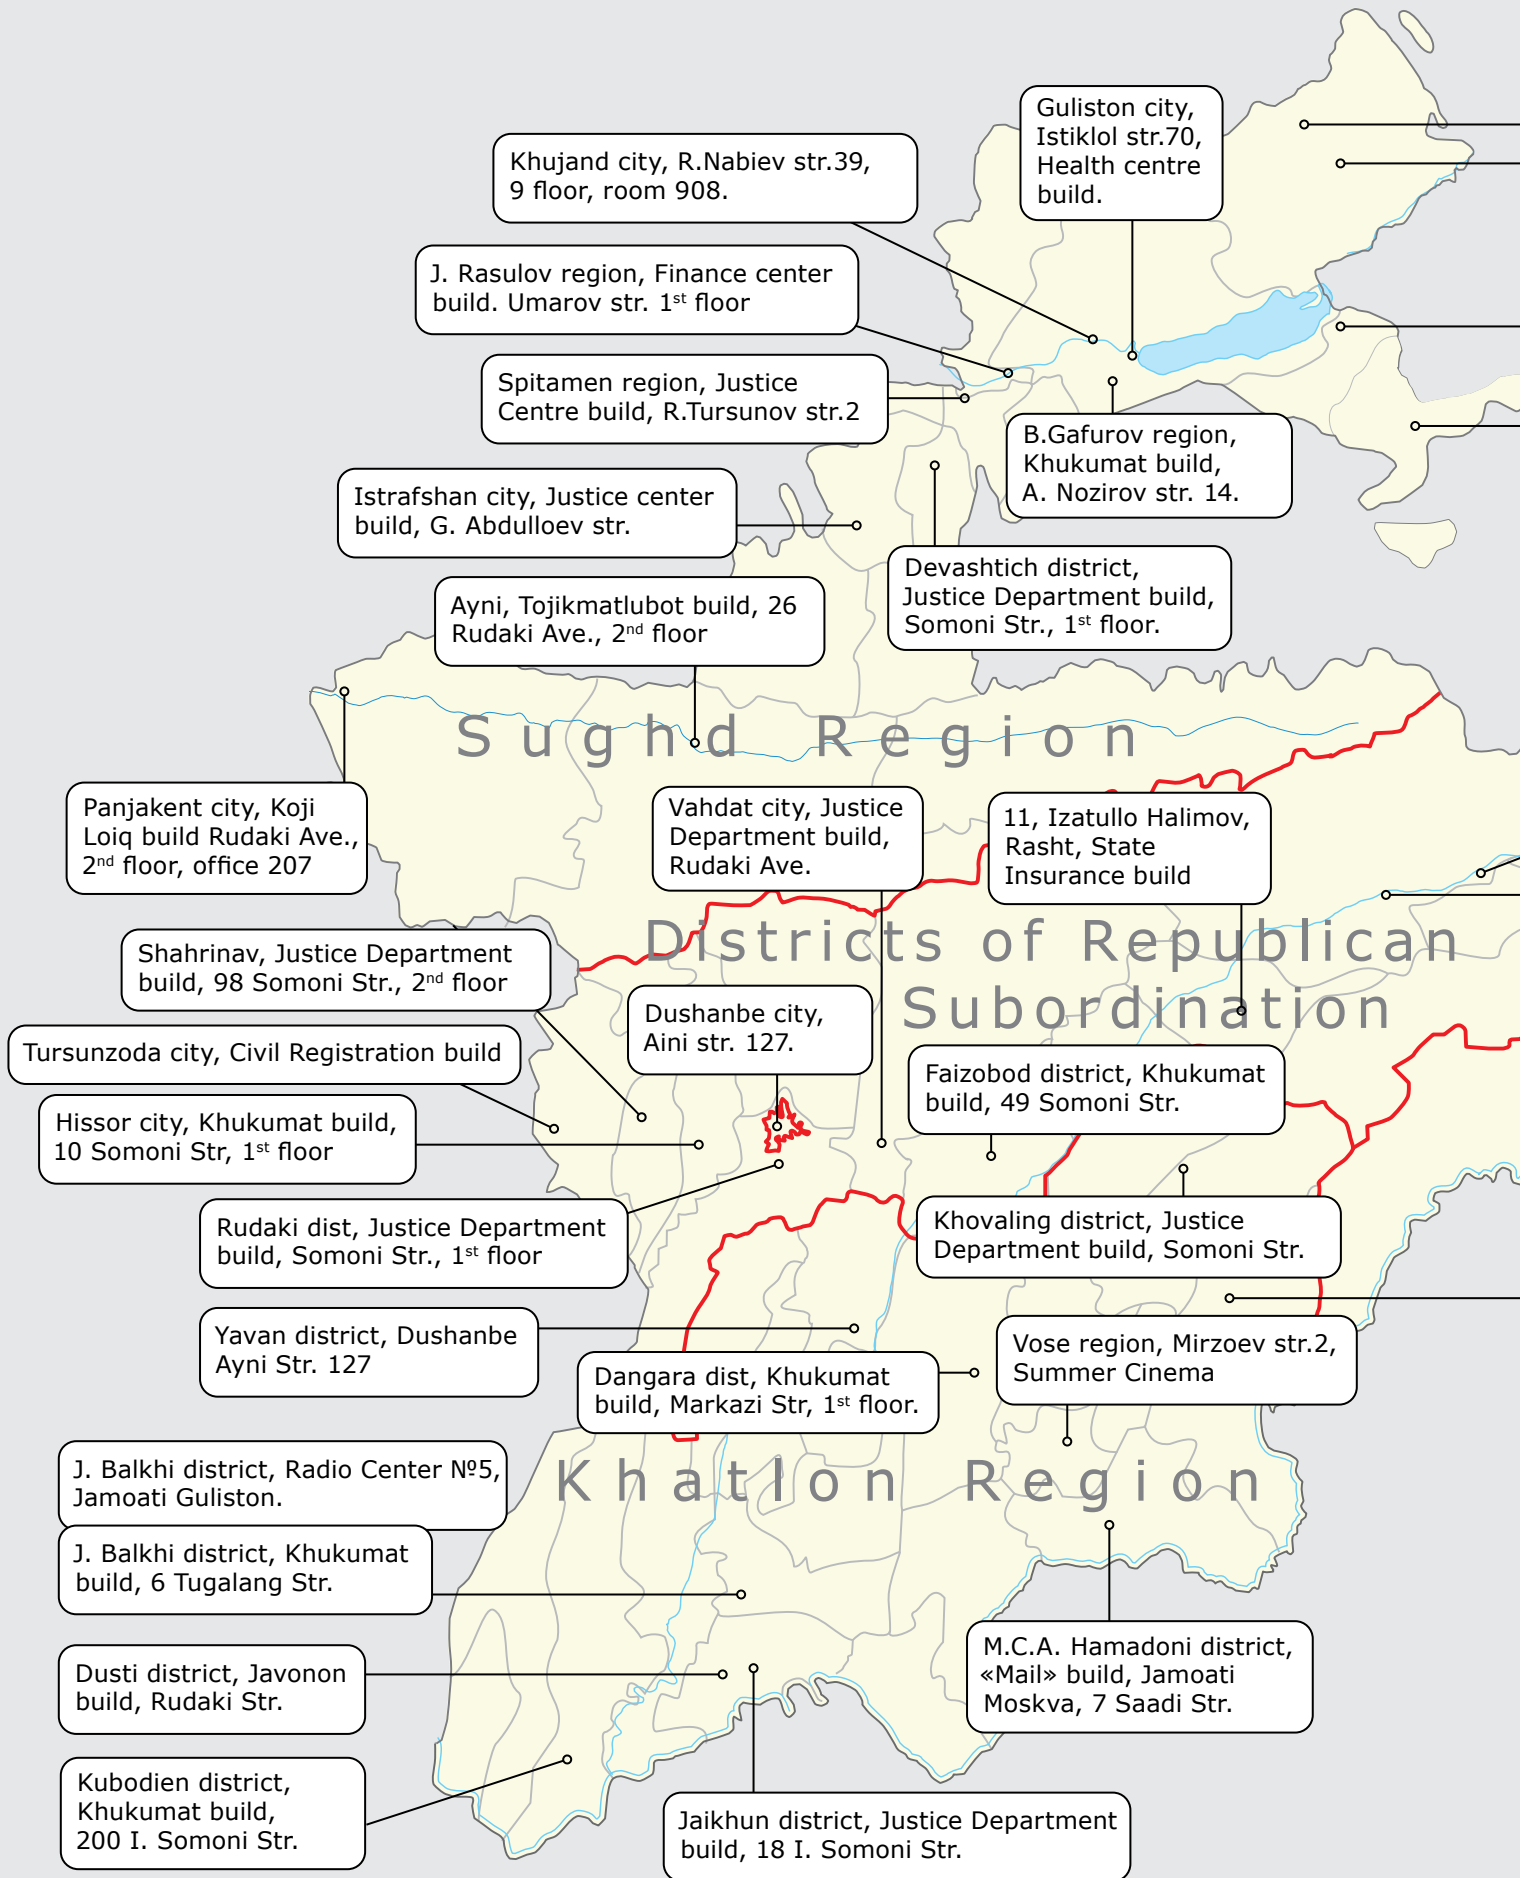 Guliston city,
Istiklol str.70,
Health centre
build.
Khujand city, R.Nabiev str.39,
9 floor, room 908.
J. Rasulov region, Finance center
build. Umarov str. 1st floor
Spitamen region, Justice
Centre build, R.Tursunov str.2
B.Gafurov region,
Khukumat build,
A. Nozirov str. 14.
Istrafshan city, Justice center
build, G. Abdulloev str.
Devashtich district,
Justice Department build,
Somoni Str., 1st floor.
Ayni, Tojikmatlubot build, 26
Rudaki Ave., 2nd floor
Sughd Region
Panjakent city, Koji
Loiq build Rudaki Ave.,
2nd floor, office 207
Vahdat city, Justice
Department build,
Rudaki Ave.
11, Izatullo Halimov,
Rasht, State
Insurance build
Districts of Republican
Subordination
Shahrinav, Justice Department
build, 98 Somoni Str., 2nd floor
Dushanbe city,
Aini str. 127.
Tursunzoda city, Civil Registration build
Faizobod district, Khukumat
build, 49 Somoni Str.
Hissor city, Khukumat build,
10 Somoni Str, 1st floor
Rudaki dist, Justice Department
build, Somoni Str., 1st floor
Khovaling district, Justice
Department build, Somoni Str.
Yavan district, Dushanbe
Ayni Str. 127
Vose region, Mirzoev str.2,
Summer Cinema
Dangara dist, Khukumat
build, Markazi Str, 1st floor.
Khatlon Region
J. Balkhi district, Radio Center №5,
Jamoati Guliston.
J. Balkhi district, Khukumat
build, 6 Tugalang Str.
M.C.A. Hamadoni district,
«Mail» build, Jamoati
Moskva, 7 Saadi Str.
Dusti district, Javonon
build, Rudaki Str.
Kubodien district,
Khukumat build,
200 I. Somoni Str.
Jaikhun district, Justice Department
build, 18 I. Somoni Str.